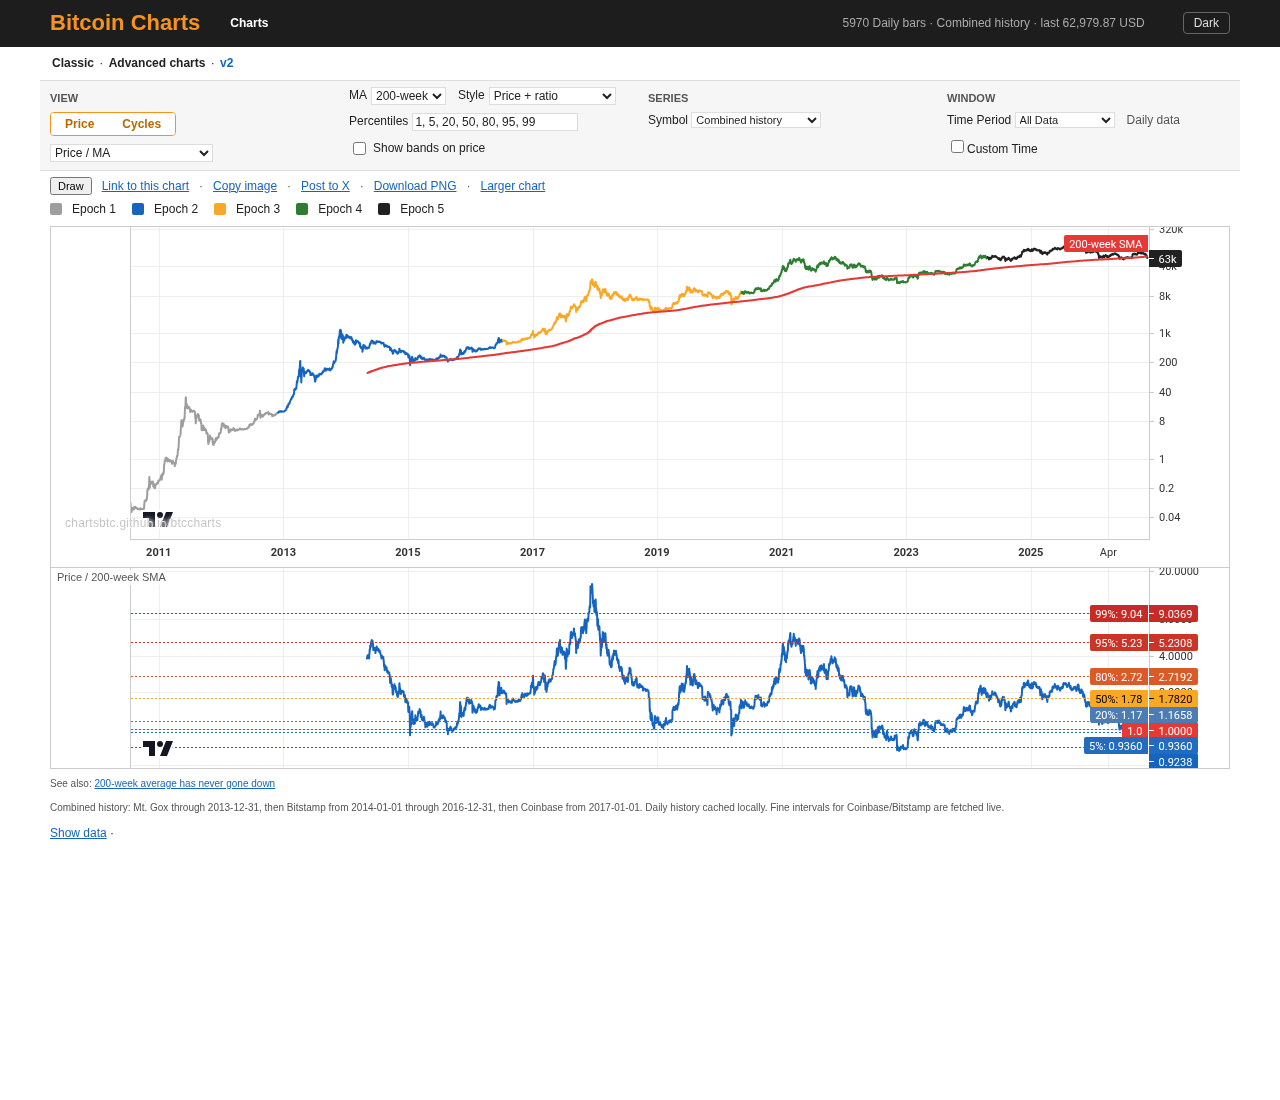 Bitcoin Charts Charts 5970 Daily bars · Combined history · last 62,979.87 USD Dark
Classic · Advanced charts · v2
VIEW
Price Cycles
Price / MA
MA 200-week Style Price + ratio
Percentiles 1, 5, 20, 50, 80, 95, 99
Show bands on price
SERIES
Symbol Combined history
WINDOW
Time Period All Data Daily data
Custom Time
Draw Link to this chart · Copy image · Post to X · Download PNG · Larger chart
Epoch 1 Epoch 2 Epoch 3 Epoch 4 Epoch 5
320k
200-week SMA
63k
8k
1k
200
40
8
1
0.2
0.04
chartsbtc.github.io/btccharts
2011 2013 2015 2017 2019 2021 2023 2025 Apr
Price / 200-week SMA
20.0000
99%: 9.04 9.0369
95%: 5.23 5.2308
4.0000
80%: 2.72 2.7192
50%: 1.78 1.7820
20%: 1.17 1.1658
1.0 1.0000
5%: 0.9360 0.9360
0.9238
See also: 200-week average has never gone down
Combined history: Mt. Gox through 2013-12-31, then Bitstamp from 2014-01-01 through 2016-12-31, then Coinbase from 2017-01-01. Daily history cached locally. Fine intervals for Coinbase/Bitstamp are fetched live.
Show data ·